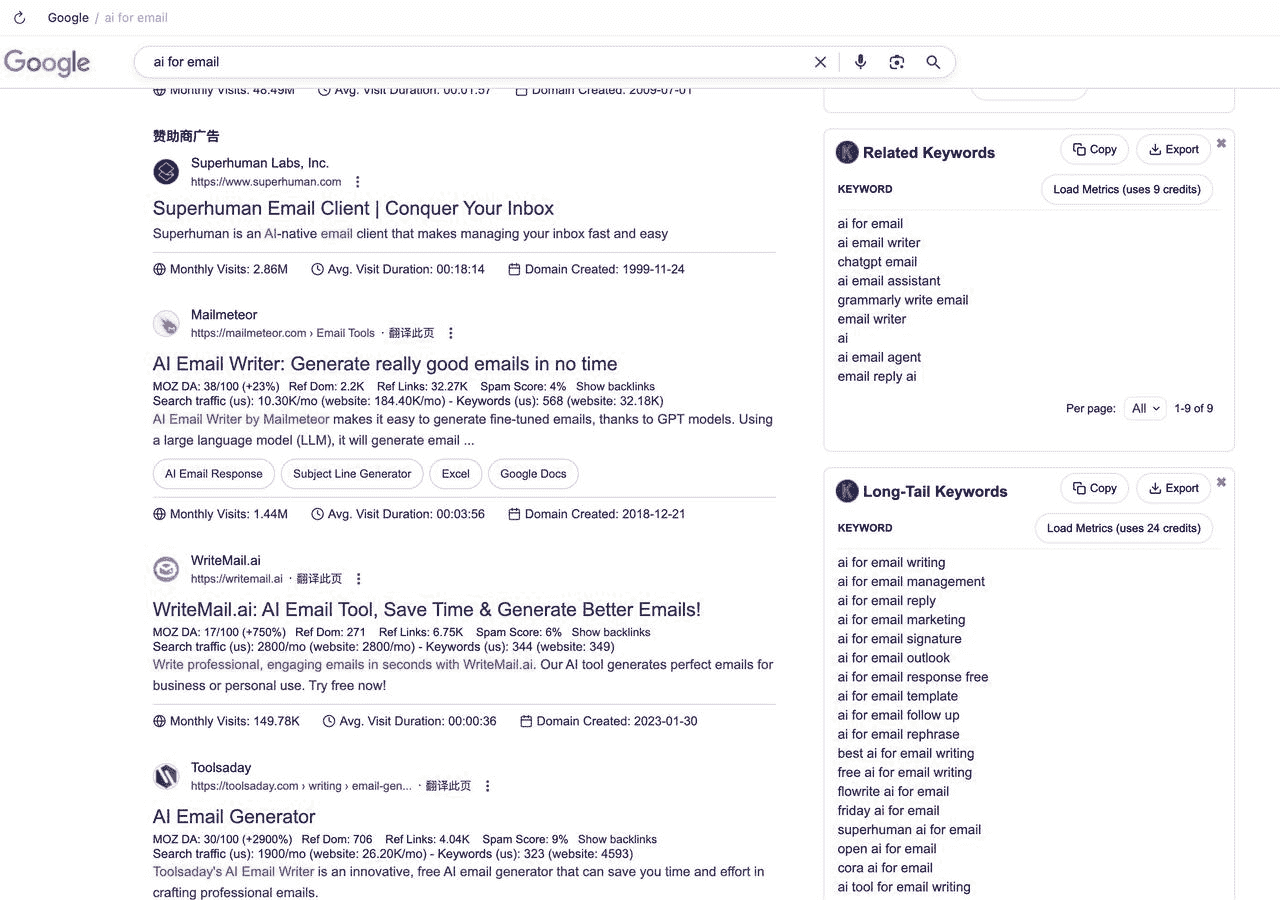 Google / ai for email
Google
ai for email
Monthly Visits: 48.49M Avg. Visit Duration: 00:01:57 Domain Created: 2009-07-01
赞助商广告
Superhuman Labs, Inc.
https://www.superhuman.com
Superhuman Email Client | Conquer Your Inbox
Superhuman is an AI-native email client that makes managing your inbox fast and easy
Monthly Visits: 2.86M Avg. Visit Duration: 00:18:14 Domain Created: 1999-11-24
Mailmeteor
https://mailmeteor.com › Email Tools · 翻译此页
AI Email Writer: Generate really good emails in no time
MOZ DA: 38/100 (+23%) Ref Dom: 2.2K Ref Links: 32.27K Spam Score: 4% Show backlinks
Search traffic (us): 10.30K/mo (website: 184.40K/mo) - Keywords (us): 568 (website: 32.18K)
AI Email Writer by Mailmeteor makes it easy to generate fine-tuned emails, thanks to GPT models. Using
a large language model (LLM), it will generate email ...
AI Email Response Subject Line Generator Excel Google Docs
Monthly Visits: 1.44M Avg. Visit Duration: 00:03:56 Domain Created: 2018-12-21
WriteMail.ai
https://writemail.ai · 翻译此页
WriteMail.ai: AI Email Tool, Save Time & Generate Better Emails!
MOZ DA: 17/100 (+750%) Ref Dom: 271 Ref Links: 6.75K Spam Score: 6% Show backlinks
Search traffic (us): 2800/mo (website: 2800/mo) - Keywords (us): 344 (website: 349)
Write professional, engaging emails in seconds with WriteMail.ai. Our AI tool generates perfect emails for
business or personal use. Try free now!
Monthly Visits: 149.78K Avg. Visit Duration: 00:00:36 Domain Created: 2023-01-30
Toolsaday
https://toolsaday.com › writing › email-gen... · 翻译此页
AI Email Generator
MOZ DA: 30/100 (+2900%) Ref Dom: 706 Ref Links: 4.04K Spam Score: 9% Show backlinks
Search traffic (us): 1900/mo (website: 26.20K/mo) - Keywords (us): 323 (website: 4593)
Toolsaday's AI Email Writer is an innovative, free AI email generator that can save you time and effort in
crafting professional emails.
Related Keywords Copy Export
KEYWORD Load Metrics (uses 9 credits)
ai for email
ai email writer
chatgpt email
ai email assistant
grammarly write email
email writer
ai
ai email agent
email reply ai
Per page: All 1-9 of 9
Long-Tail Keywords Copy Export
KEYWORD Load Metrics (uses 24 credits)
ai for email writing
ai for email management
ai for email reply
ai for email marketing
ai for email signature
ai for email outlook
ai for email response free
ai for email template
ai for email follow up
ai for email rephrase
best ai for email writing
free ai for email writing
flowrite ai for email
friday ai for email
superhuman ai for email
open ai for email
cora ai for email
ai tool for email writing